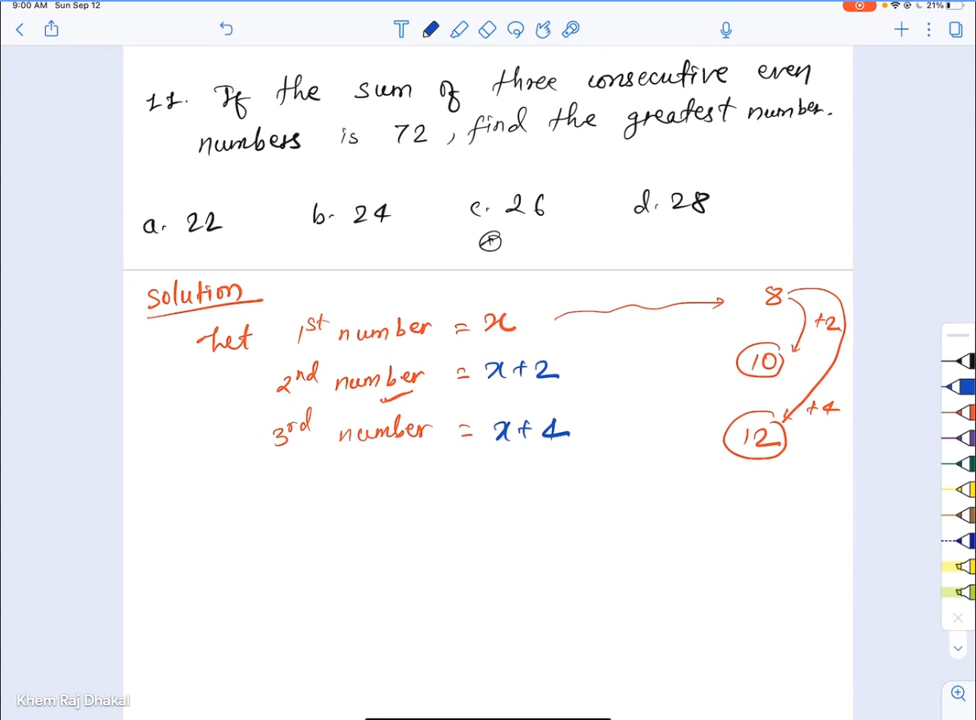 9:00 AM Sun Sep 12
21%
11. If the sum of three consecutive even
numbers is 72, find the greatest number.
a. 22 b. 24 c. 26 d. 28
Solution
Let 1st number = x
8
+2
2nd number = x+2
10
3rd number = x+4
+4
12
Khem Raj Dhakal